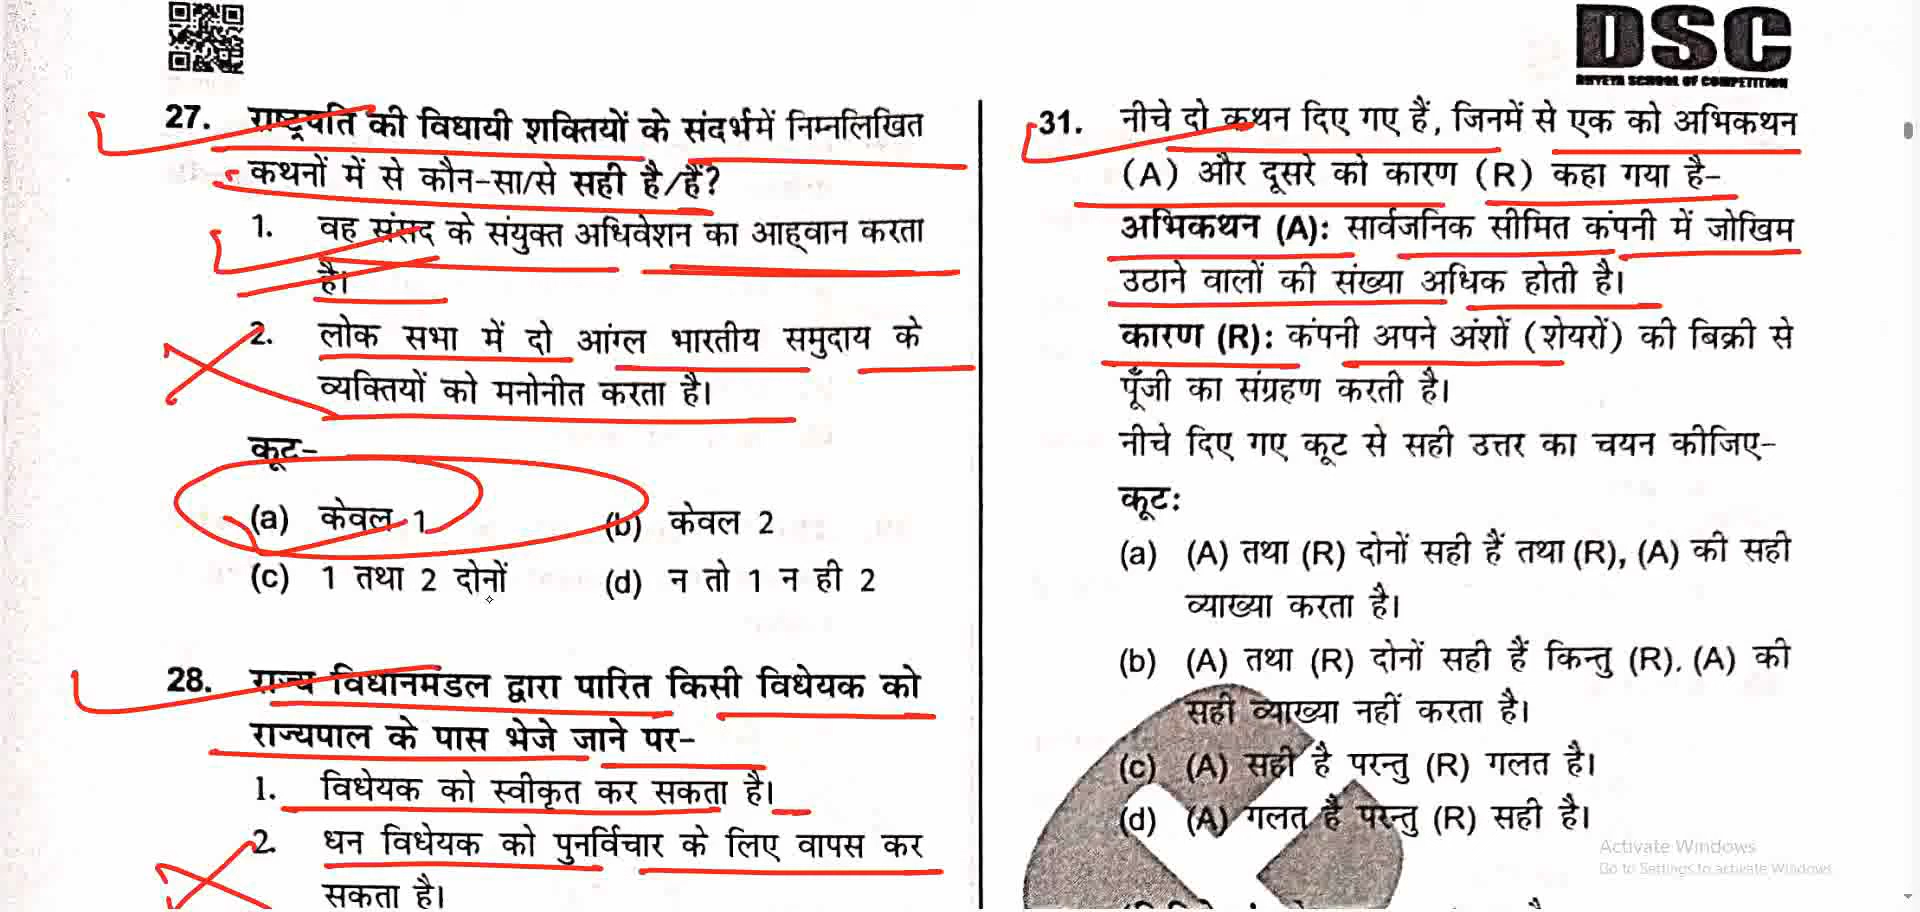 DSC
DHYEYA SCHOOL OF COMPETITION
27. राष्ट्रपति की विधायी शक्तियों के संदर्भ में निम्नलिखित
कथनों में से कौन-सा/से सही है/हैं?
1. वह संसद के संयुक्त अधिवेशन का आह्वान करता
है।
2. लोक सभा में दो आंग्ल भारतीय समुदाय के
व्यक्तियों को मनोनीत करता है।
कूट-
(a) केवल 1 (b) केवल 2
(c) 1 तथा 2 दोनों (d) न तो 1 न ही 2
28. राज्य विधानमंडल द्वारा पारित किसी विधेयक को
राज्यपाल के पास भेजे जाने पर-
1. विधेयक को स्वीकृत कर सकता है।
2. धन विधेयक को पुनर्विचार के लिए वापस कर
सकता है।
31. नीचे दो कथन दिए गए हैं, जिनमें से एक को अभिकथन
(A) और दूसरे को कारण (R) कहा गया है-
अभिकथन (A): सार्वजनिक सीमित कंपनी में जोखिम
उठाने वालों की संख्या अधिक होती है।
कारण (R): कंपनी अपने अंशों (शेयरों) की बिक्री से
पूँजी का संग्रहण करती है।
नीचे दिए गए कूट से सही उत्तर का चयन कीजिए-
कूट:
(a) (A) तथा (R) दोनों सही हैं तथा (R), (A) की सही
व्याख्या करता है।
(b) (A) तथा (R) दोनों सही हैं किन्तु (R). (A) की
सही व्याख्या नहीं करता है।
(c) (A) सही है परन्तु (R) गलत है।
(d) (A) गलत है परन्तु (R) सही है।
Activate Windows
Go to Settings to activate Windows.